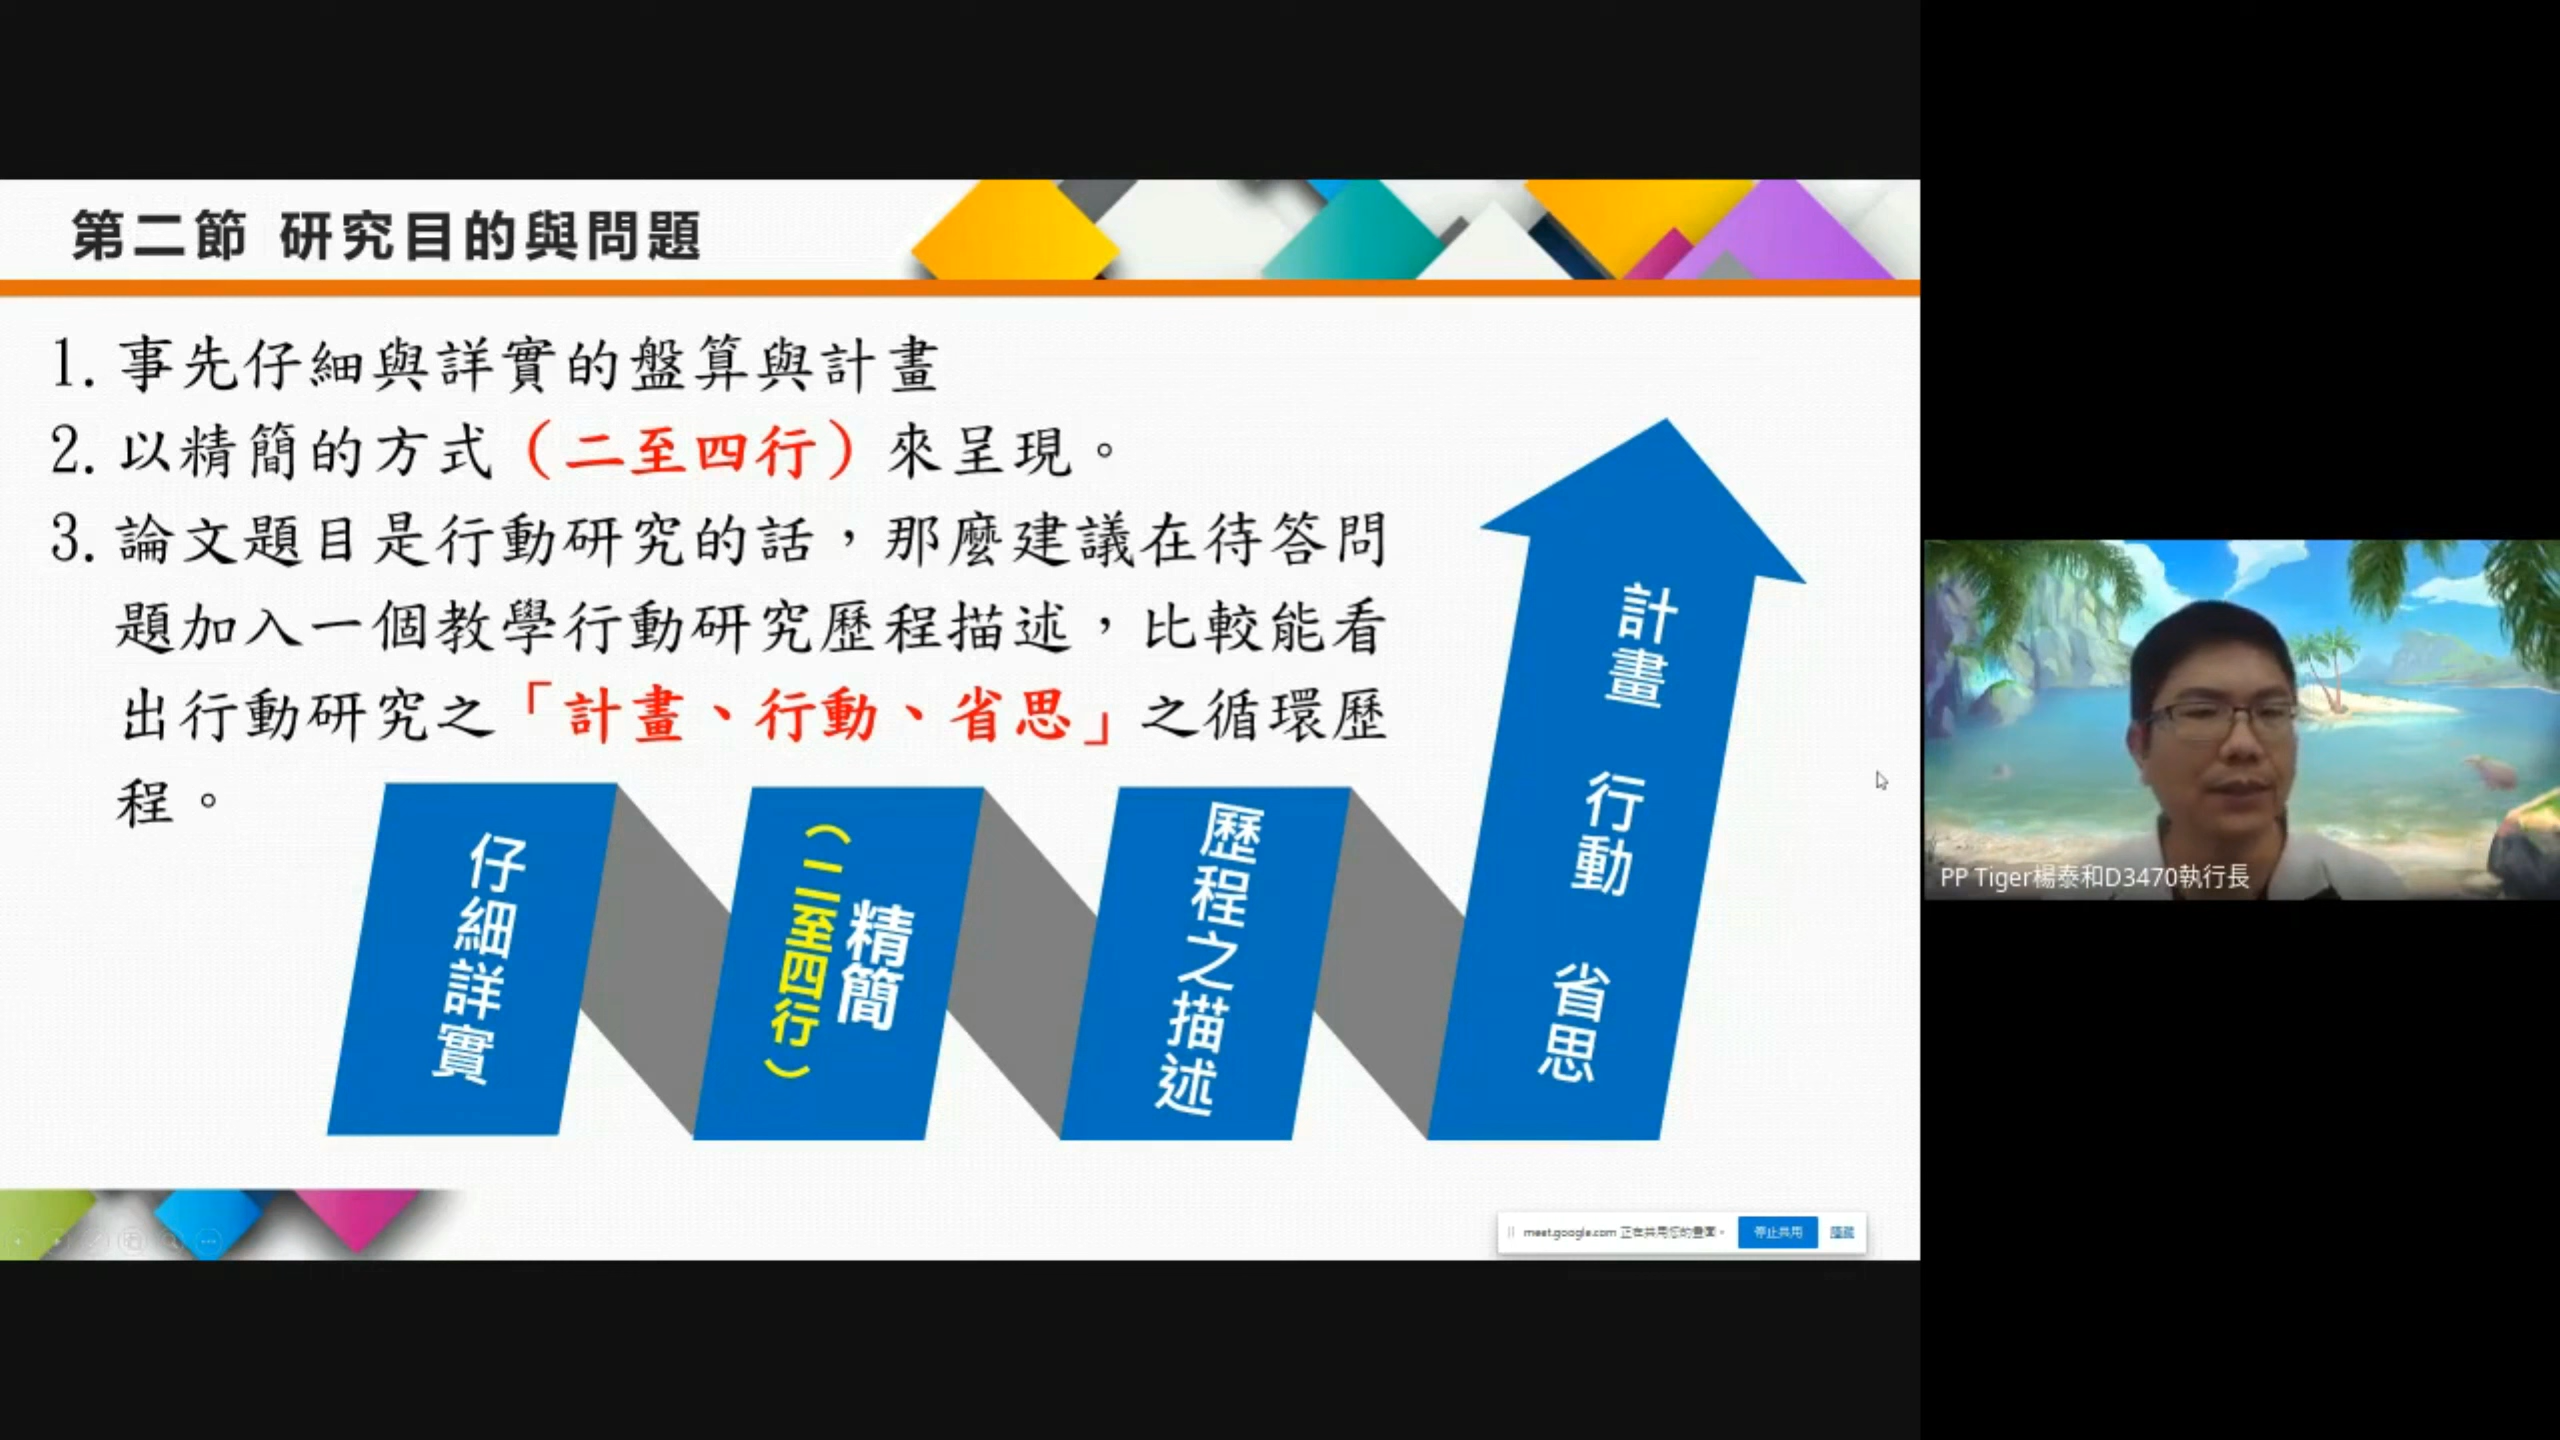 第二節 研究目的與問題
1. 事先仔細與詳實的盤算與計畫
2. 以精簡的方式（二至四行）來呈現。
3. 論文題目是行動研究的話，那麼建議在待答問
題加入一個教學行動研究歷程描述，比較能看
出行動研究之「計畫、行動、省思」之循環歷
程。
仔細詳實
精簡
（二至四行）
歷程之描述
計畫 行動 省思
PP Tiger楊泰和D3470執行長
meet.google.com 正在共用您的畫面。 停止共用 隱藏